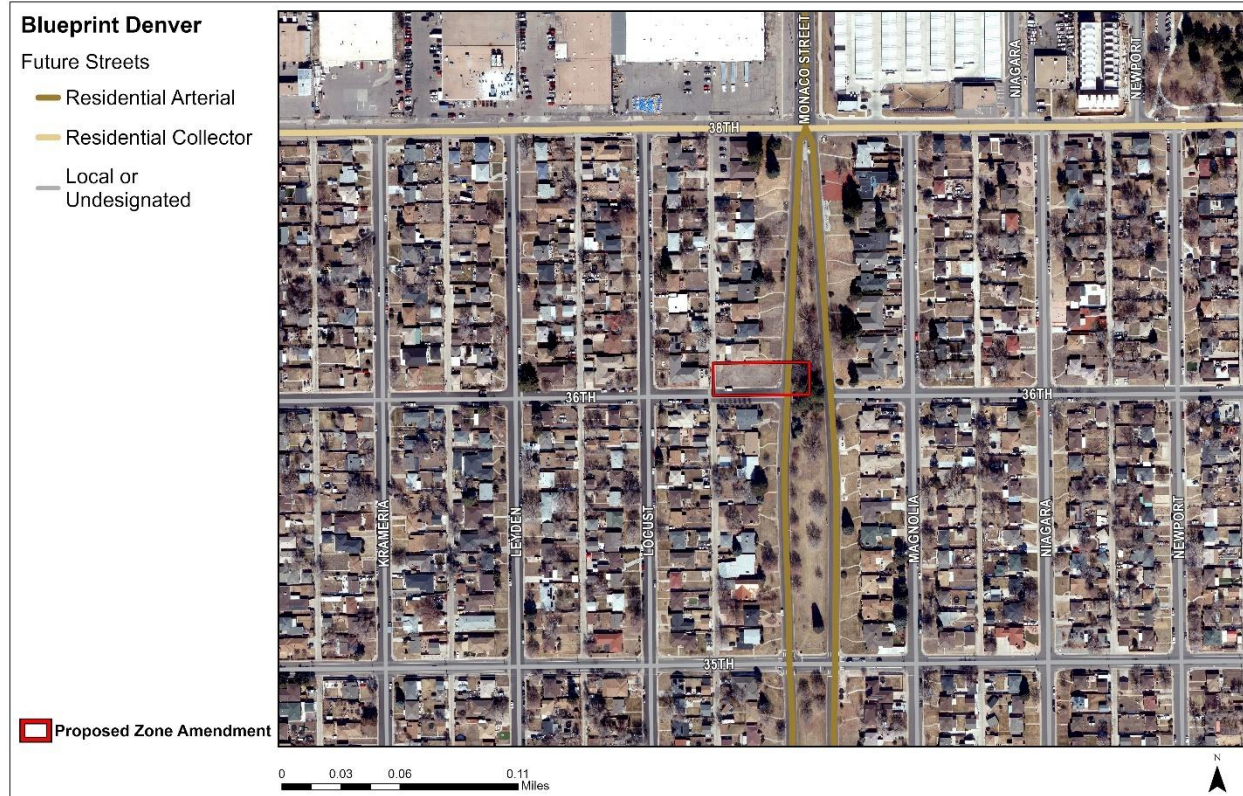 Blueprint Denver
Future Streets
Residential Arterial
Residential Collector
Local or
Undesignated
Proposed Zone Amendment
MONACO STREET
NIAGARA
NEWPORT
38TH
36TH
36TH
KRAMERIA
LEYDEN
LOCUST
MAGNOLIA
NIAGARA
NEWPORT
35TH
0 0.03 0.06 0.11
Miles
N